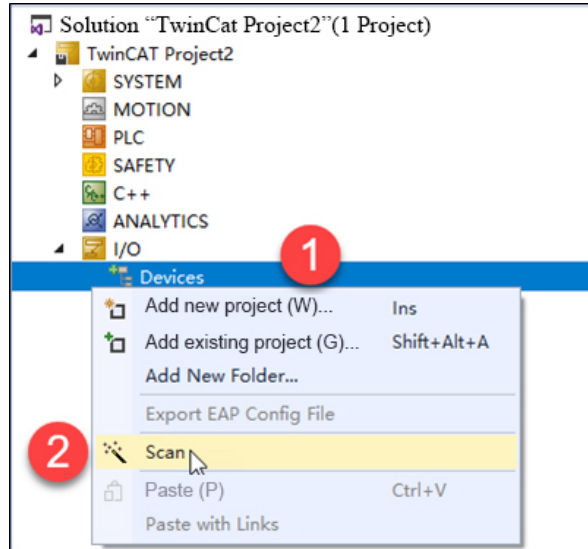 Solution “TwinCat Project2”(1 Project)
TwinCAT Project2
SYSTEM
MOTION
PLC
SAFETY
C++
ANALYTICS
I/O
1
Devices
Add new project (W)... Ins
Add existing project (G)... Shift+Alt+A
Add New Folder...
Export EAP Config File
2 Scan
Paste (P) Ctrl+V
Paste with Links